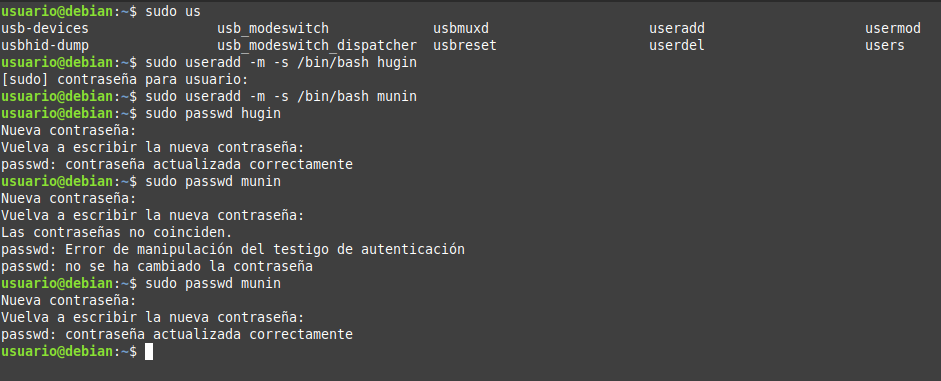 usuario@debian:~$ sudo us
usb-devices usb_modeswitch usbmuxd useradd usermod
usbhid-dump usb_modeswitch_dispatcher usbreset userdel users
usuario@debian:~$ sudo useradd -m -s /bin/bash hugin
[sudo] contraseña para usuario:
usuario@debian:~$ sudo useradd -m -s /bin/bash munin
usuario@debian:~$ sudo passwd hugin
Nueva contraseña:
Vuelva a escribir la nueva contraseña:
passwd: contraseña actualizada correctamente
usuario@debian:~$ sudo passwd munin
Nueva contraseña:
Vuelva a escribir la nueva contraseña:
Las contraseñas no coinciden.
passwd: Error de manipulación del testigo de autenticación
passwd: no se ha cambiado la contraseña
usuario@debian:~$ sudo passwd munin
Nueva contraseña:
Vuelva a escribir la nueva contraseña:
passwd: contraseña actualizada correctamente
usuario@debian:~$